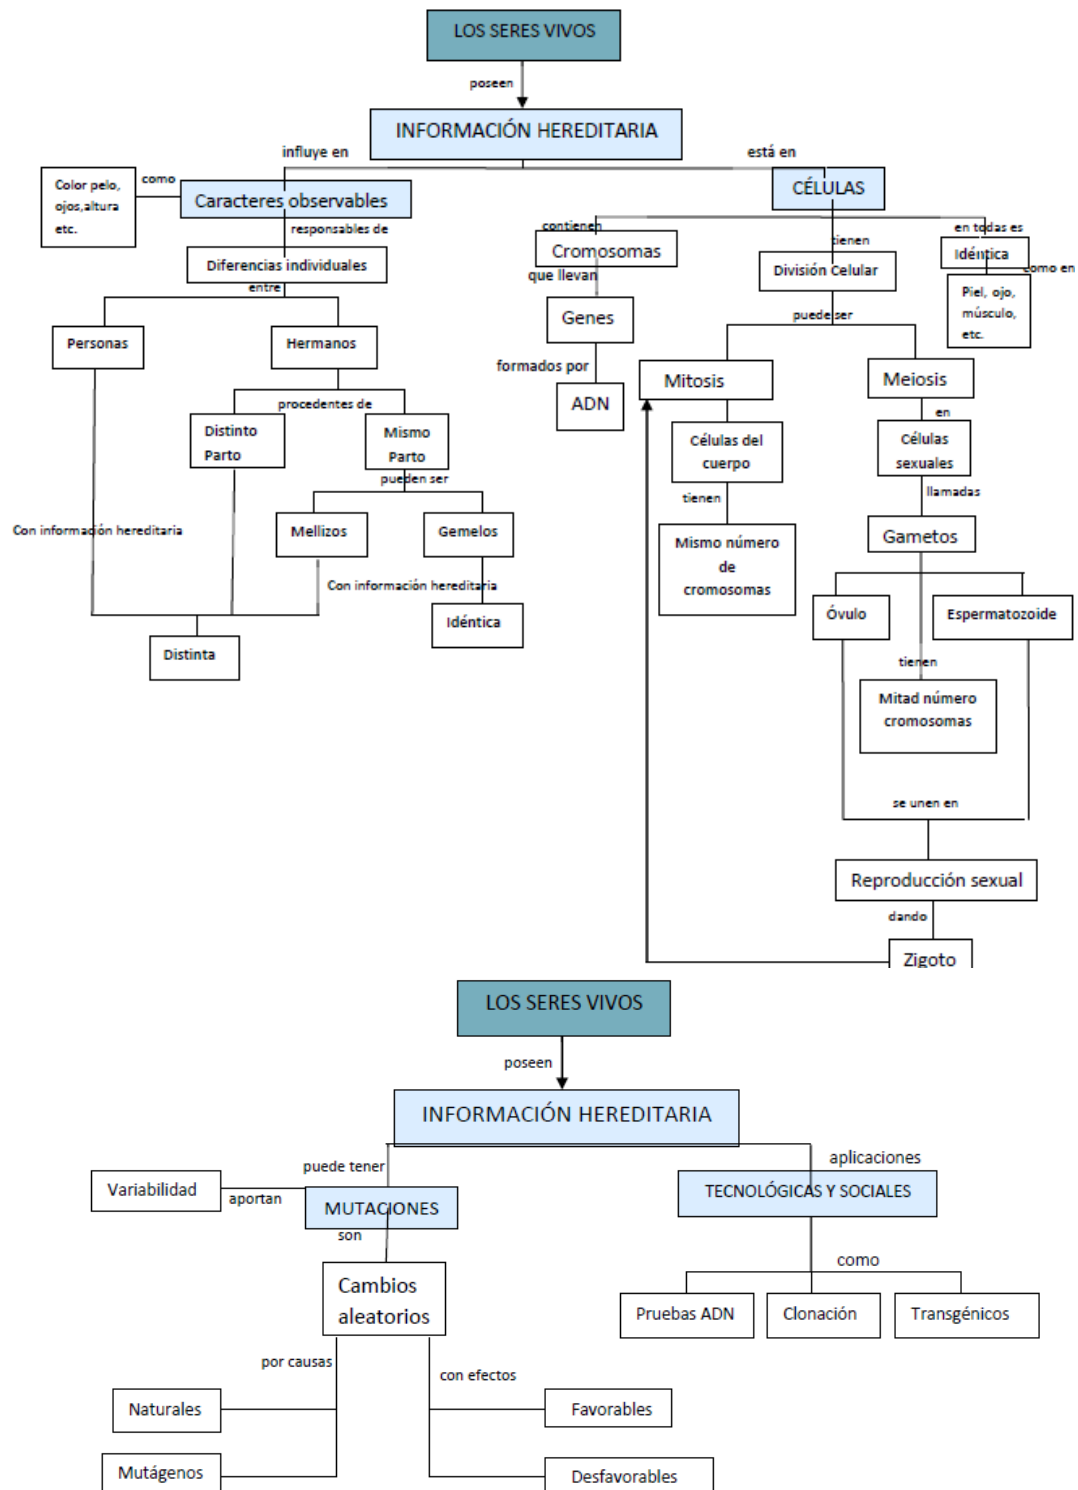 LOS SERES VIVOS
poseen
INFORMACIÓN HEREDITARIA
influye en
está en
Color pelo,
ojos,altura
etc.
como
Caracteres observables
CÉLULAS
responsables de
contienen
tienen
en todas es
Cromosomas
Idéntica
Diferencias individuales
que llevan
División Celular
como en
entre
Piel, ojo,
músculo,
etc.
Genes
puede ser
Personas
Hermanos
formados por
Mitosis
Meiosis
procedentes de
ADN
en
Distinto
Parto
Mismo
Parto
Células del
cuerpo
Células
sexuales
pueden ser
tienen
llamadas
Con información hereditaria
Mellizos
Gemelos
Mismo número
de
cromosomas
Gametos
Con información hereditaria
Idéntica
Óvulo
Espermatozoide
Distinta
tienen
Mitad número
cromosomas
se unen en
Reproducción sexual
dando
Zigoto
LOS SERES VIVOS
poseen
INFORMACIÓN HEREDITARIA
puede tener
aplicaciones
Variabilidad
aportan
MUTACIONES
TECNOLÓGICAS Y SOCIALES
son
como
Cambios
aleatorios
Pruebas ADN
Clonación
Transgénicos
por causas
con efectos
Naturales
Favorables
Mutágenos
Desfavorables